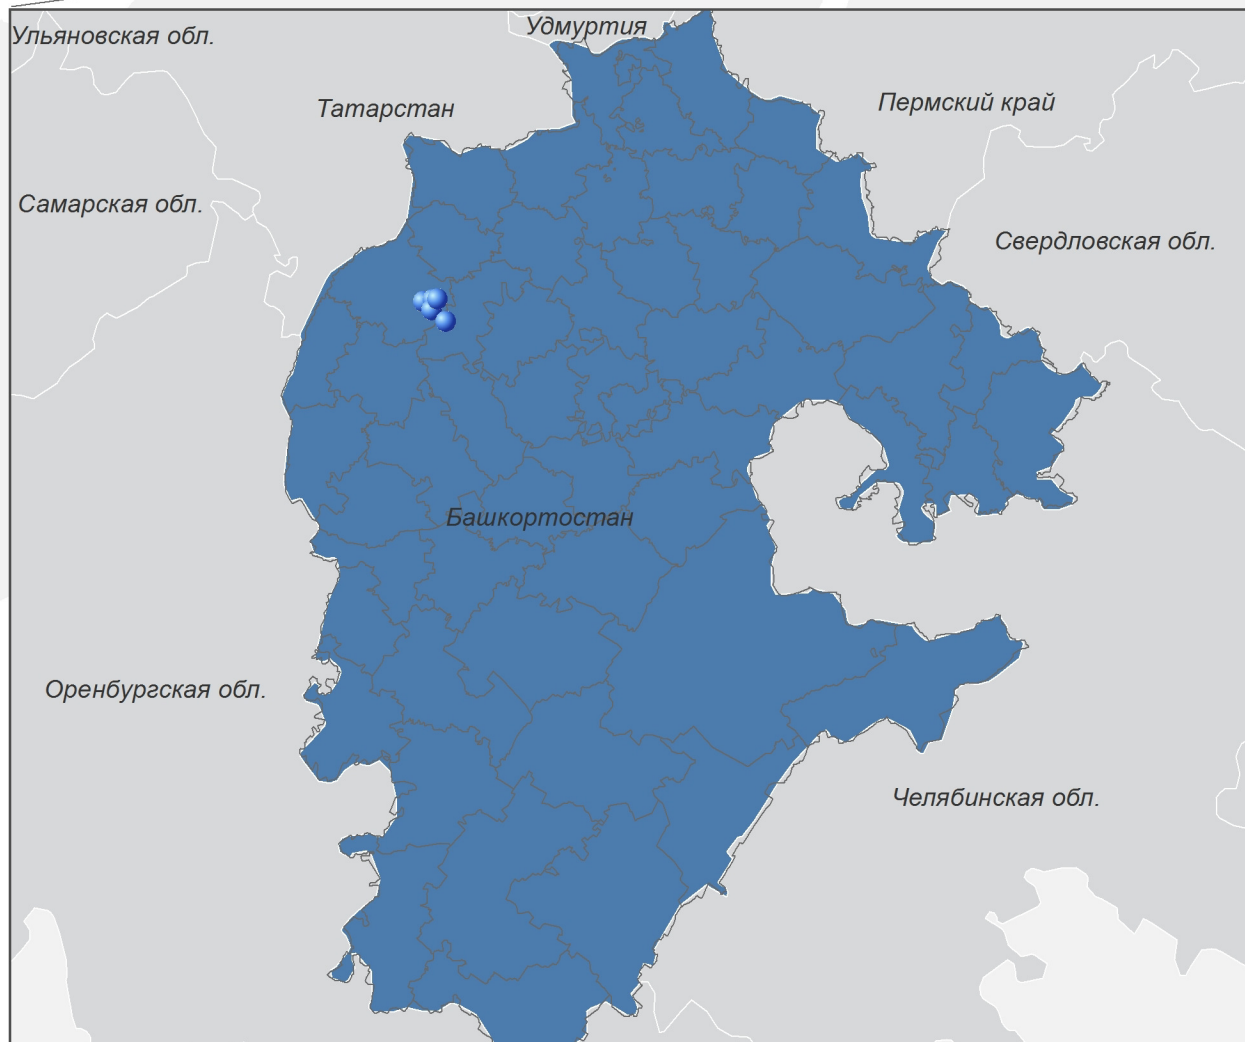 Удмуртия
Ульяновская обл.
Татарстан
Пермский край
Самарская обл.
Свердловская обл.
Башкортостан
Оренбургская обл.
Челябинская обл.